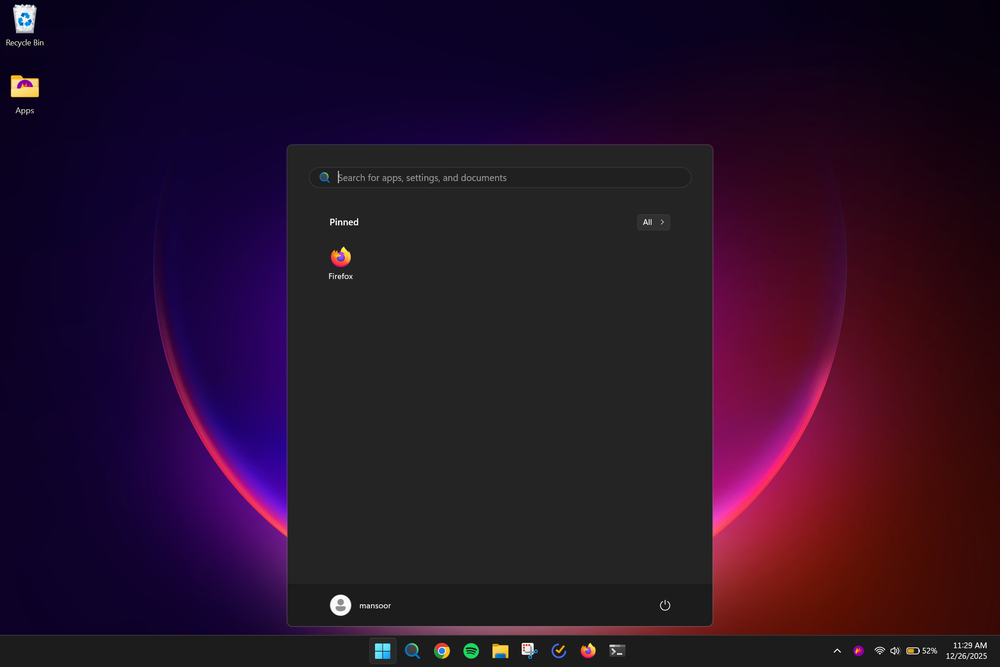 Recycle Bin
Apps
Search for apps, settings, and documents
Pinned
All
Firefox
mansoor
52%
11:29 AM
12/26/2025